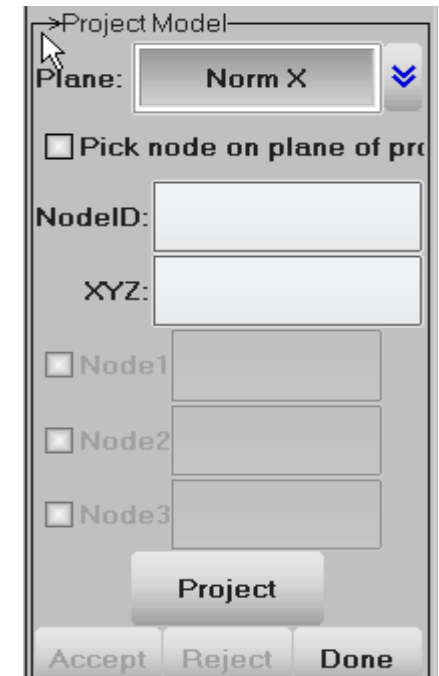 ->Project Model
Plane: Norm X
Pick node on plane of pro
NodeID:
XYZ:
Node1
Node2
Node3
Project
Accept Reject Done